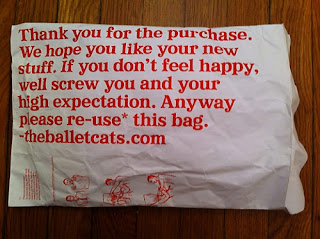 Thank you for the purchase.
We hope you like your new
stuff. If you don't feel happy,
well screw you and your
high expectation. Anyway
please re-use* this bag.
-theballetcats.com